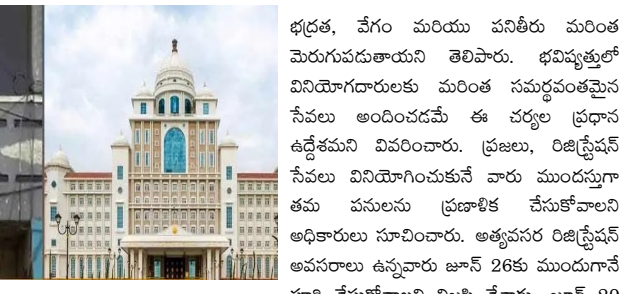 భద్రత, వేగం మరియు పనితీరు మరింత
మెరుగుపడుతాయని తెలిపారు. భవిష్యత్తులో
వినియోగదారులకు మరింత సమర్థవంతమైన
సేవలు అందించడమే ఈ చర్యల ప్రధాన
ఉద్దేశమని వివరించారు. ప్రజలు, రిజిస్ట్రేషన్
సేవలు వినియోగించుకునే వారు ముందస్తుగా
తమ పనులను ప్రణాళిక చేసుకోవాలని
అధికారులు సూచించారు. అత్యవసర రిజిస్ట్రేషన్
అవసరాలు ఉన్నవారు జూన్ 26కు ముందుగానే